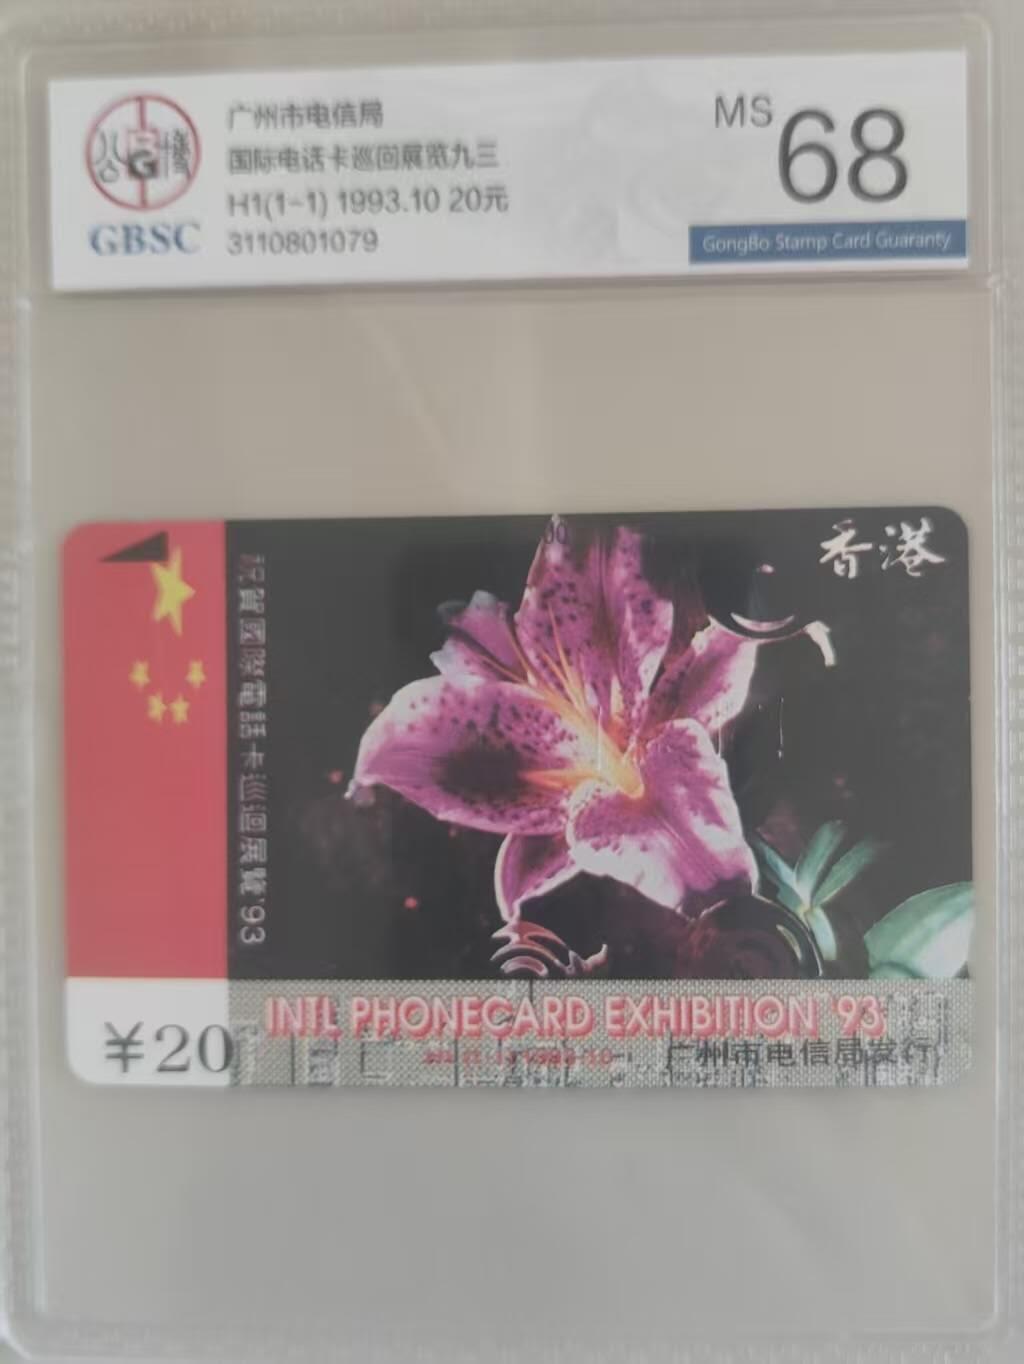 公博
G
GBSC
广州市电信局
国际电话卡巡回展览九三
H1(1-1) 1993.10 20元
3110801079
MS 68
GongBo Stamp Card Guaranty
香港
祝賀國際電話卡巡迴展覽'93
INTL PHONECARD EXHIBITION '93
¥20
广州市电信局发行